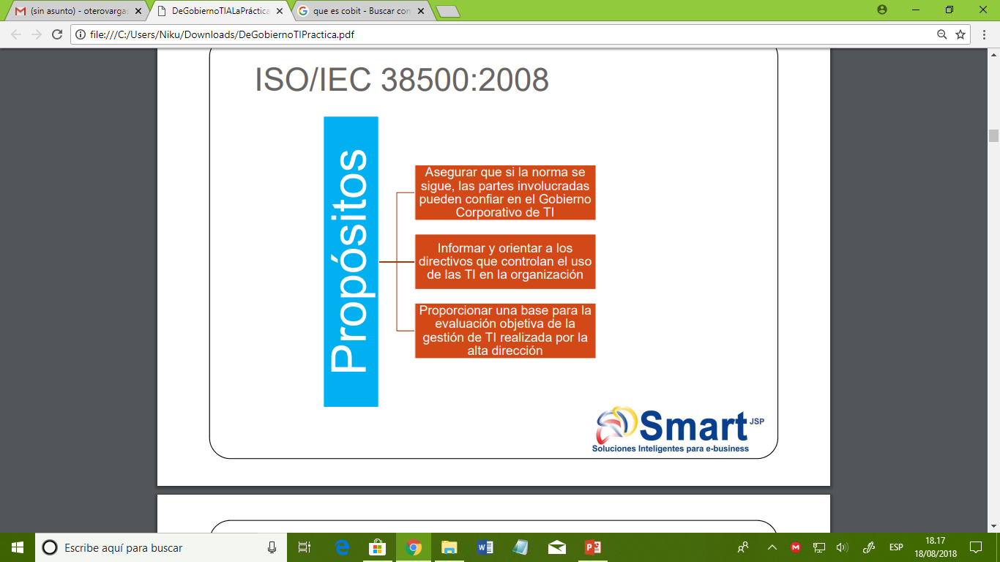 (sin asunto) - oterovargas
DeGobiernoTIALaPráctica
que es cobit - Buscar con
file:///C:/Users/Niku/Downloads/DeGobiernoTIPractica.pdf
ISO/IEC 38500:2008
Propósitos
Asegurar que si la norma se
sigue, las partes involucradas
pueden confiar en el Gobierno
Corporativo de TI
Informar y orientar a los
directivos que controlan el uso
de las TI en la organización
Proporcionar una base para la
evaluación objetiva de la
gestión de TI realizada por la
alta dirección
Smart JSP
Soluciones Inteligentes para e-business
Escribe aquí para buscar
ESP
18.17
18/08/2018